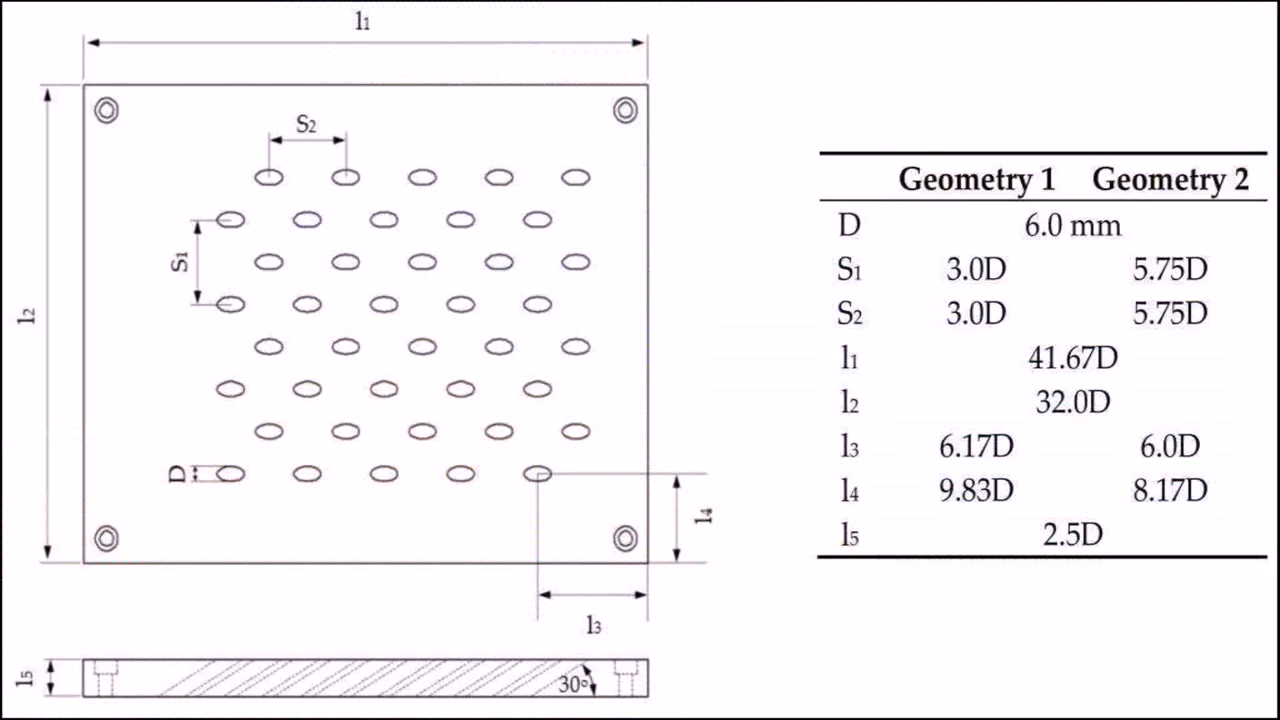 l1
S2
S1
l2
D
l4
l3
l5
30°
Geometry 1 Geometry 2
D 6.0 mm
S1 3.0D 5.75D
S2 3.0D 5.75D
l1 41.67D
l2 32.0D
l3 6.17D 6.0D
l4 9.83D 8.17D
l5 2.5D